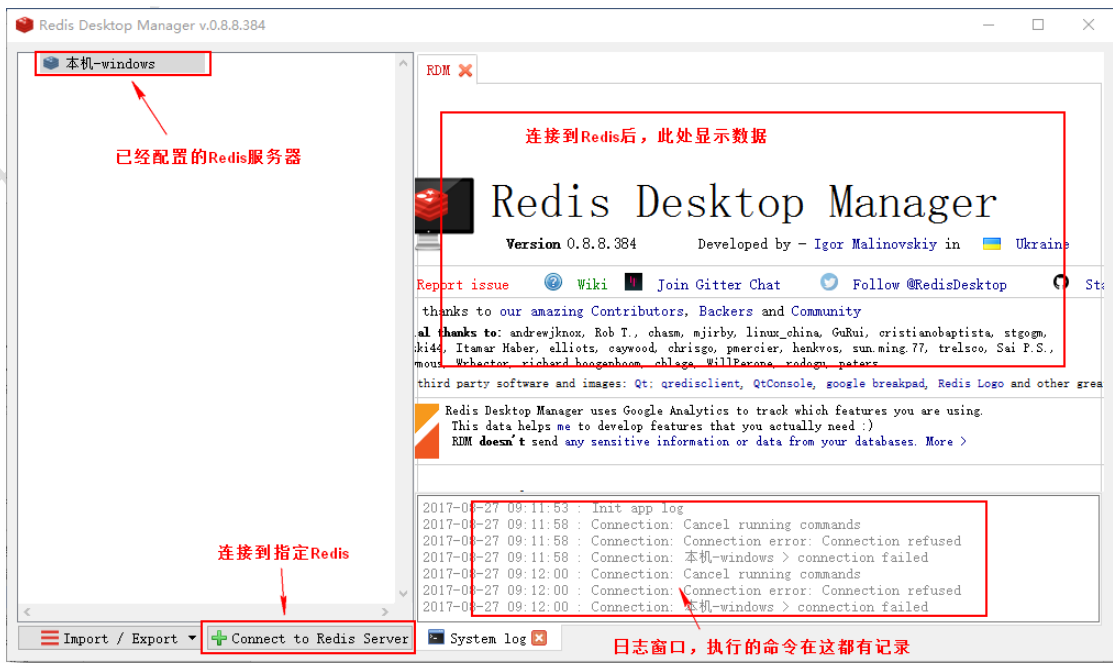 Redis Desktop Manager v.0.8.8.384
本机-windows
已经配置的Redis服务器
RDM
连接到Redis后，此处显示数据
Redis Desktop Manager
Version 0.8.8.384 Developed by - Igor Malinovskiy in Ukraine
Report issue Wiki Join Gitter Chat Follow @RedisDesktop
thanks to our amazing Contributors, Backers and Community
thanks to: andrewjknox, Rob T., chasm, mjirby, linux_china, GuRui, cristianobaptista, stgogm,
Itamar Haber, elliots, caywood, chrisgo, pmercier, henkvos, sun.ming.77, trelsco, Sai P.S.,
richard.hoogenboom, cblage, WillPerone, rodogu, peters
third party software and images: Qt: qredisclient, QtConsole, google breakpad, Redis Logo and other
Redis Desktop Manager uses Google Analytics to track which features you are using.
This data helps me to develop features that you actually need :)
RDM doesn't send any sensitive information or data from your databases. More >
2017-08-27 09:11:53 : Init app log
2017-08-27 09:11:58 : Connection: Cancel running commands
2017-08-27 09:11:58 : Connection: Connection error: Connection refused
2017-08-27 09:11:58 : Connection: 本机-windows > connection failed
2017-08-27 09:12:00 : Connection: Cancel running commands
2017-08-27 09:12:00 : Connection: Connection error: Connection refused
2017-08-27 09:12:00 : Connection: 本机-windows > connection failed
连接到指定Redis
Import / Export
Connect to Redis Server
System log
日志窗口，执行的命令在这都有记录